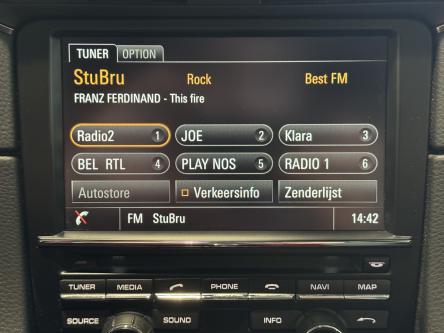 TUNER OPTION
StuBru Rock Best FM
FRANZ FERDINAND - This fire
Radio2 1 JOE 2 Klara 3
BEL RTL 4 PLAY NOS 5 RADIO 1 6
Autostore Verkeersinfo Zenderlijst
FM StuBru 14:42
TUNER MEDIA PHONE NAVI MAP
SOURCE SOUND INFO